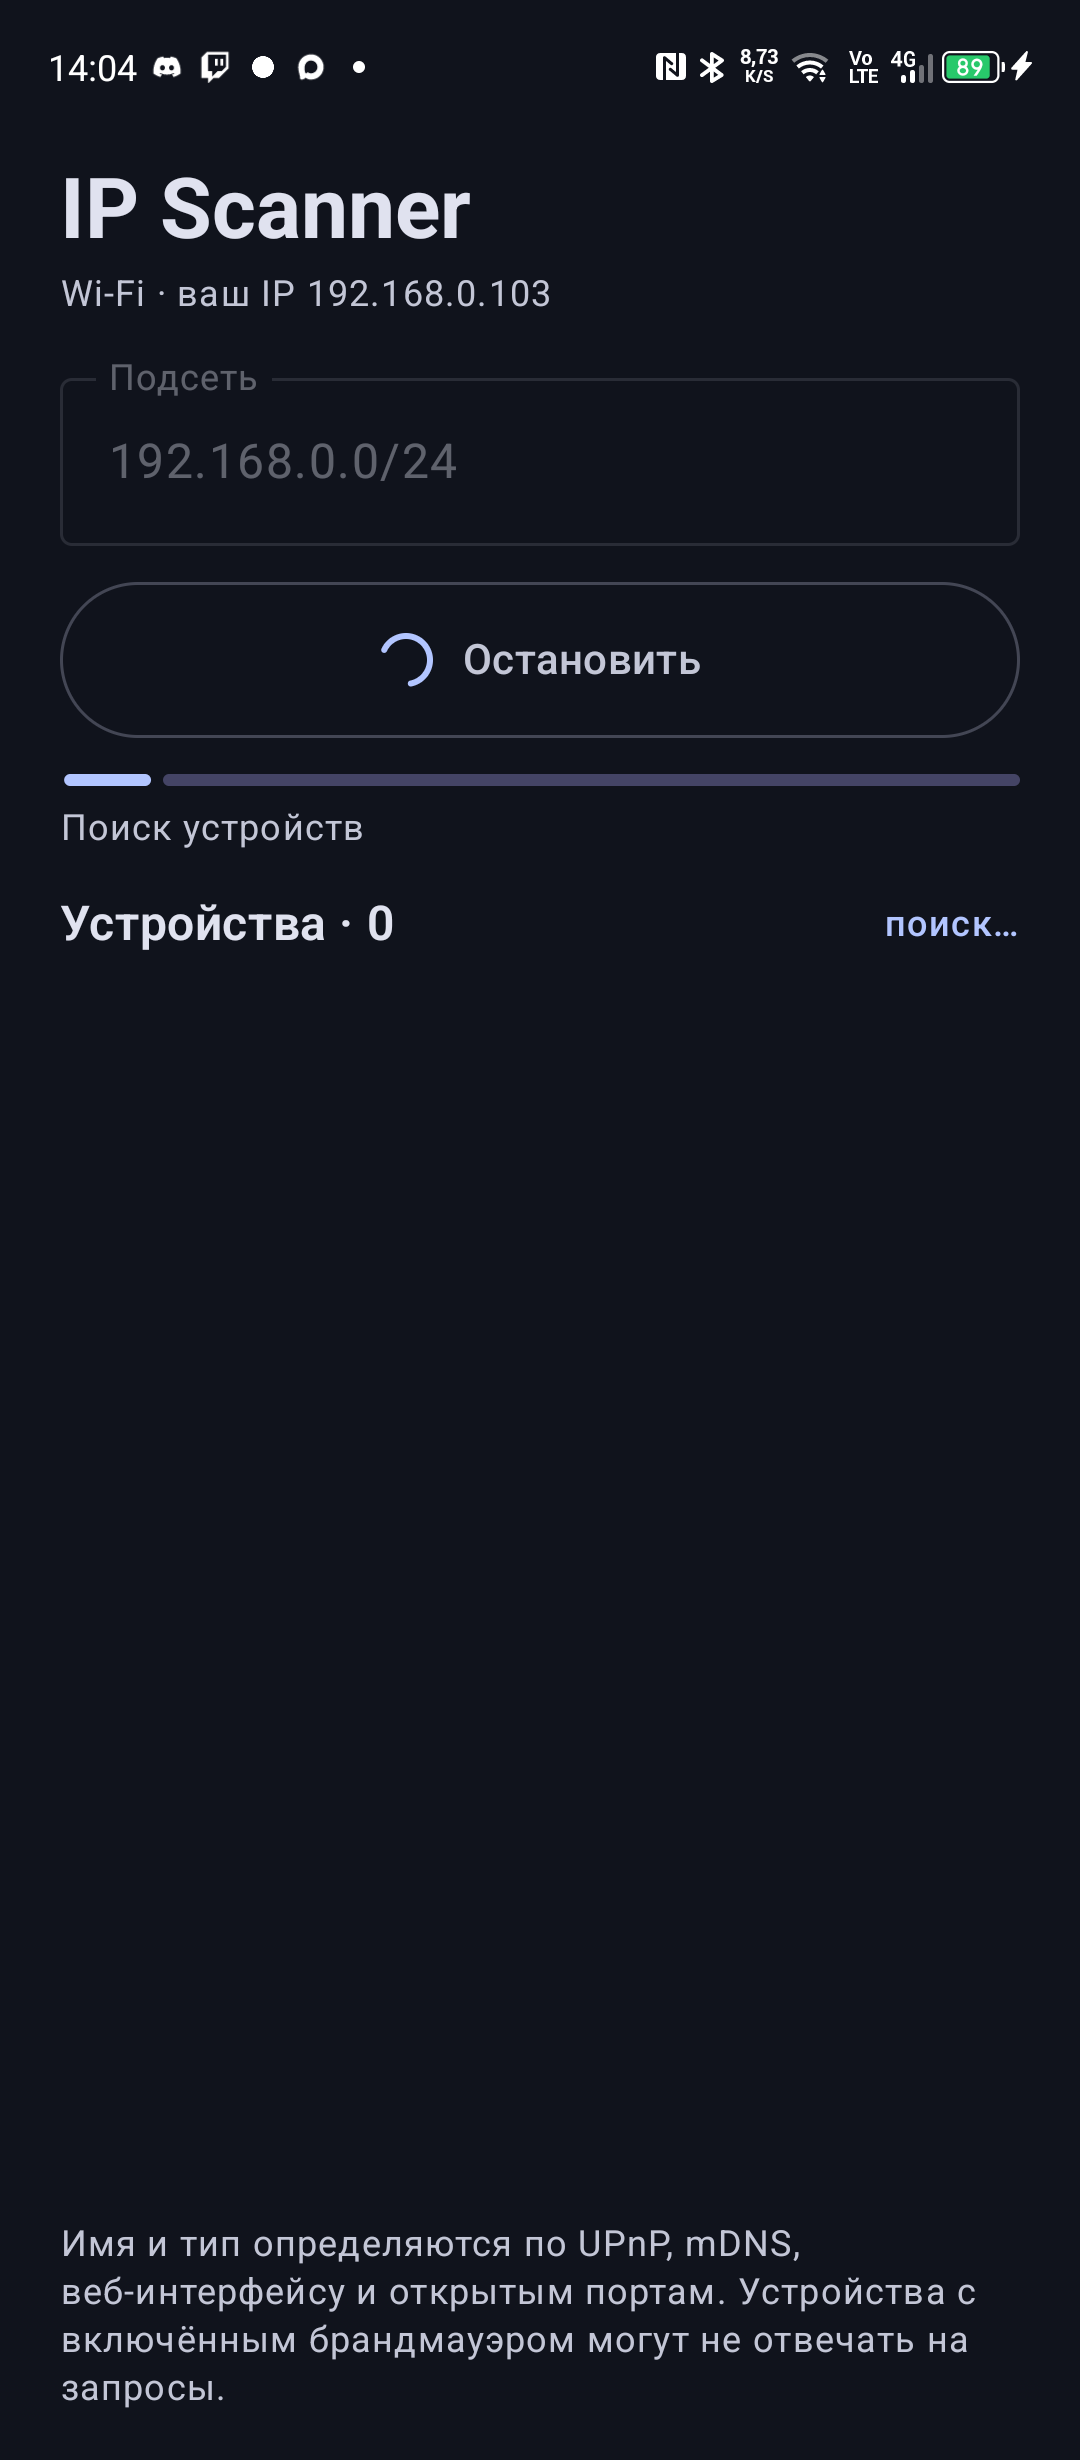 14:04 8,73 K/S Vo LTE 4G 89
IP Scanner
Wi-Fi · ваш IP 192.168.0.103
Подсеть
192.168.0.0/24
Остановить
Поиск устройств
Устройства · 0 поиск...
Имя и тип определяются по UPnP, mDNS,
веб-интерфейсу и открытым портам. Устройства с
включённым брандмауэром могут не отвечать на
запросы.